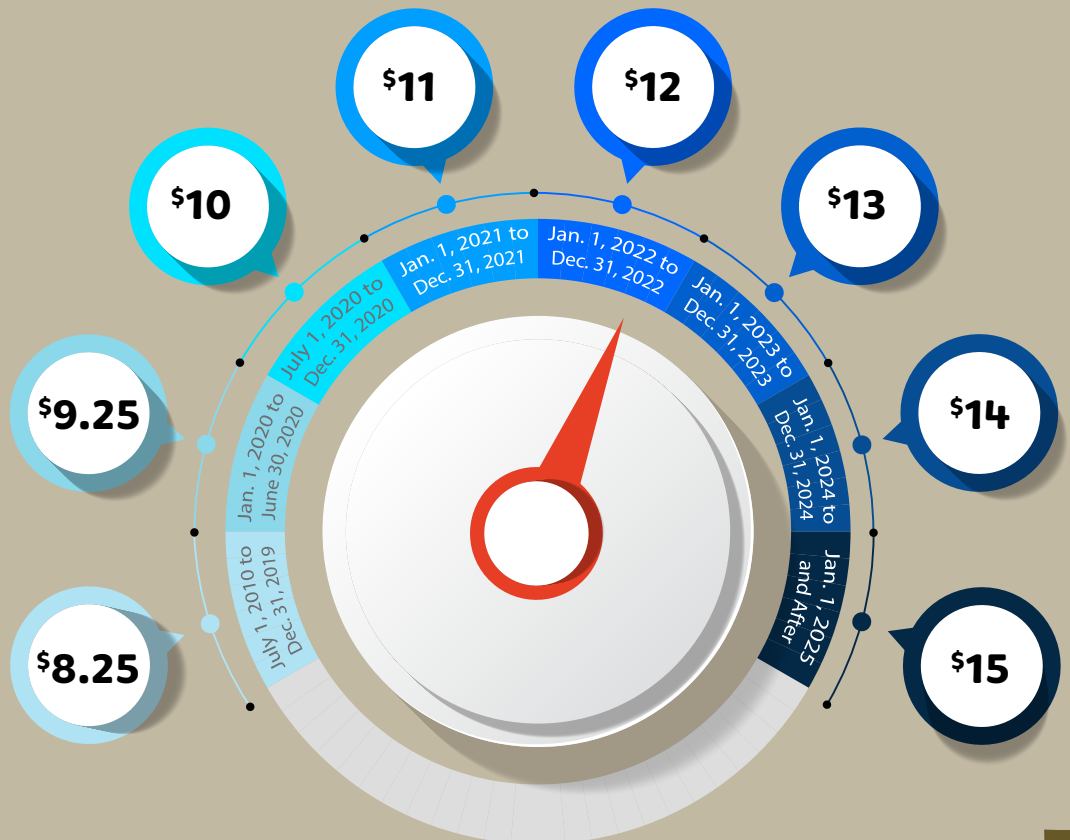 $8.25
July 1, 2010 to
Dec. 31, 2019
$9.25
Jan. 1, 2020 to
June 30, 2020
$10
July 1, 2020 to
Dec. 31, 2020
$11
Jan. 1, 2021 to
Dec. 31, 2021
$12
Jan. 1, 2022 to
Dec. 31, 2022
$13
Jan. 1, 2023 to
Dec. 31, 2023
$14
Jan. 1, 2024 to
Dec. 31, 2024
$15
Jan. 1, 2025
and After